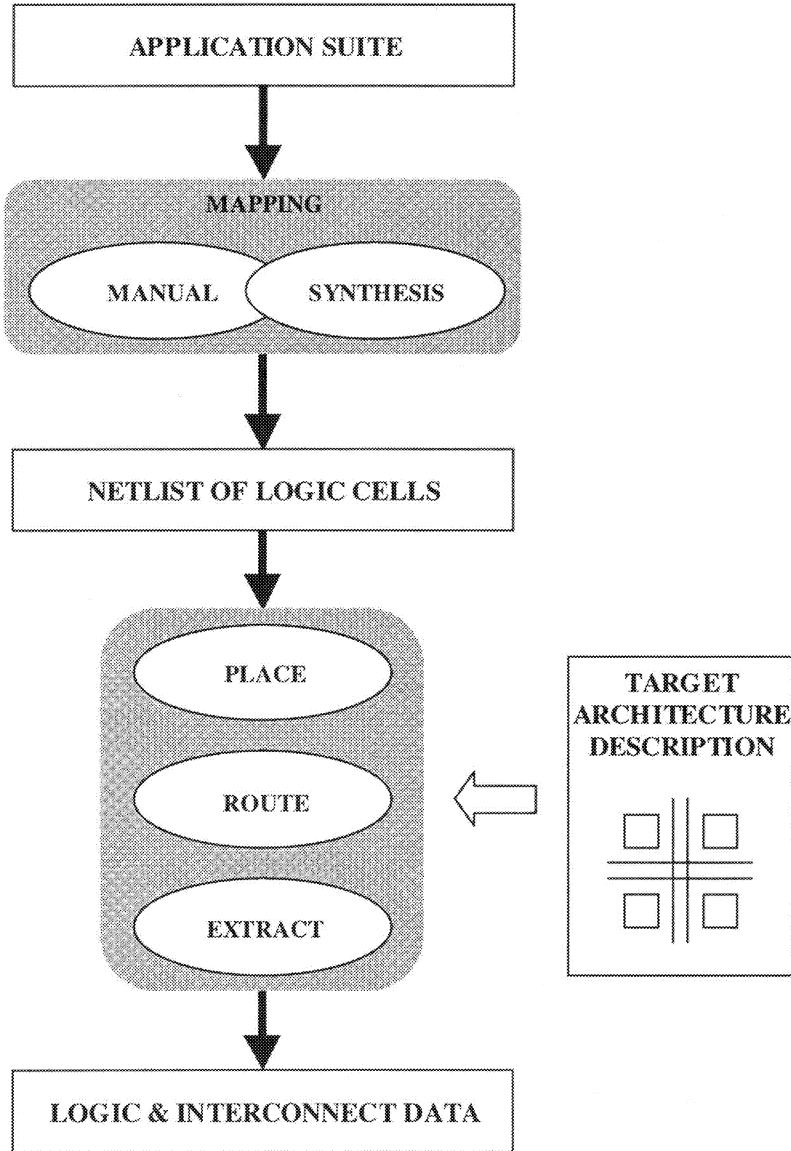 APPLICATION SUITE
MAPPING
MANUAL
SYNTHESIS
NETLIST OF LOGIC CELLS
PLACE
ROUTE
EXTRACT
TARGET
ARCHITECTURE
DESCRIPTION
LOGIC & INTERCONNECT DATA